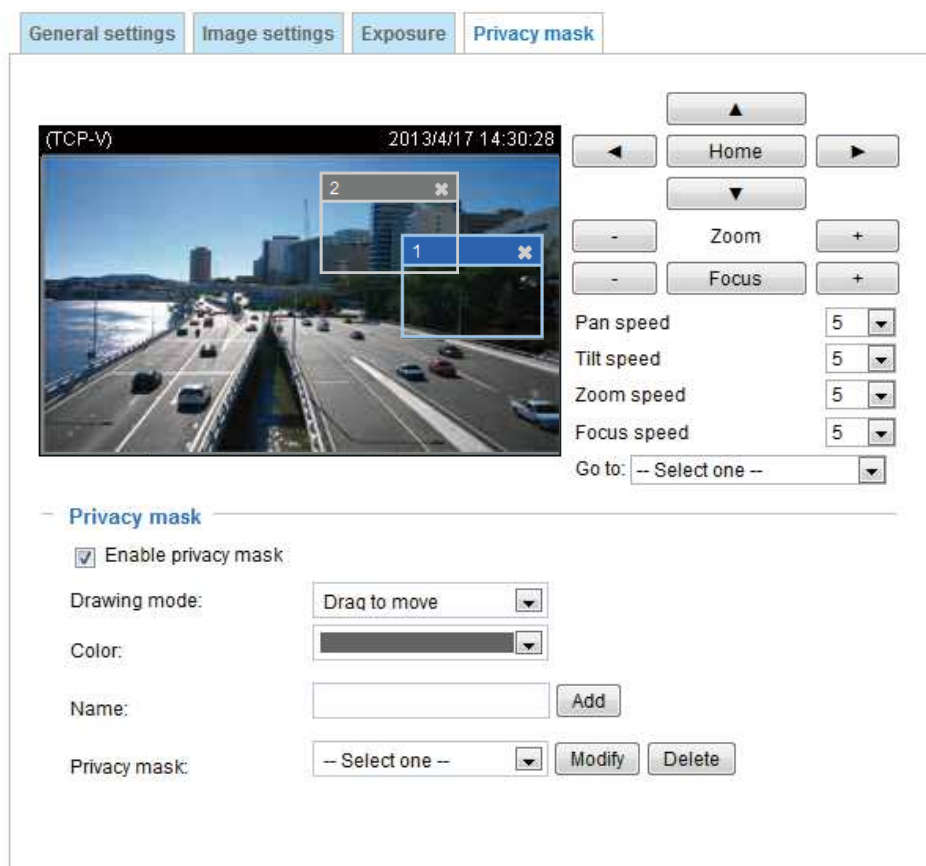 General settings Image settings Exposure Privacy mask
(TCP-V) 2013/4/17 14:30:28
2
1
Home
- Zoom +
- Focus +
Pan speed 5
Tilt speed 5
Zoom speed 5
Focus speed 5
Go to: -- Select one --
Privacy mask
Enable privacy mask
Drawing mode: Drag to move
Color:
Name: Add
Privacy mask: -- Select one -- Modify Delete